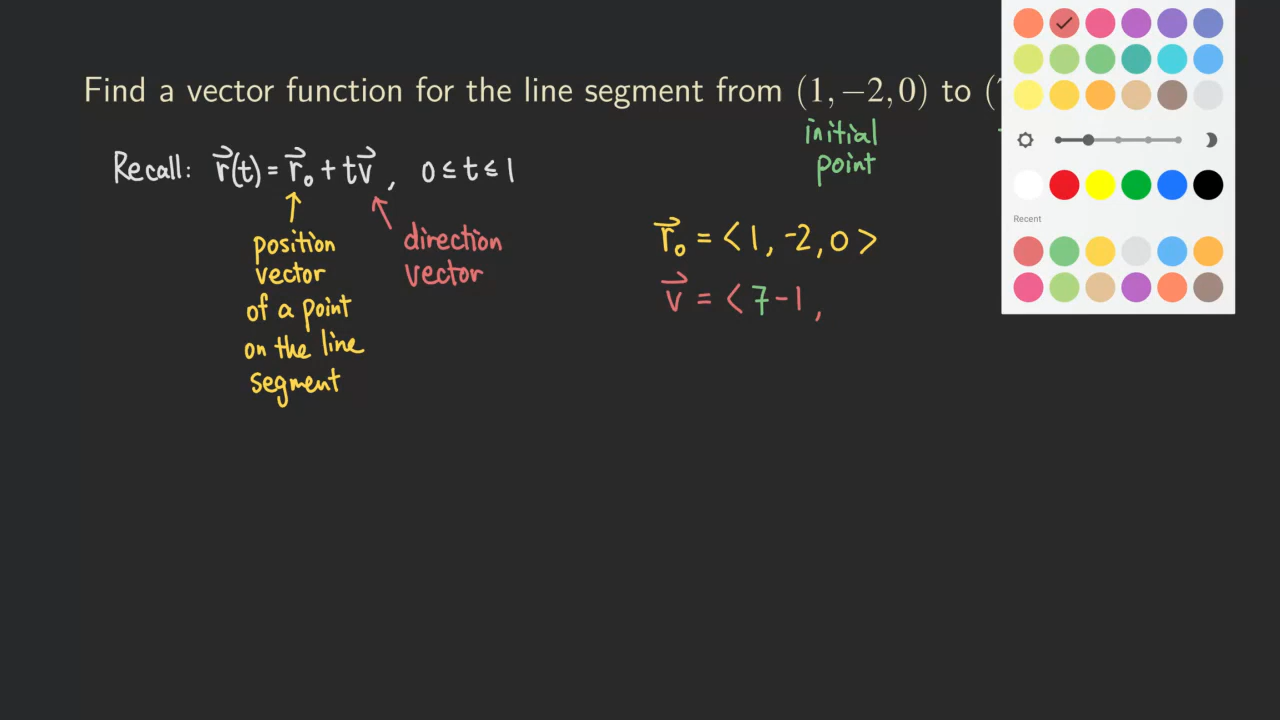 Find a vector function for the line segment from (1, −2, 0) to (
initial
point
Recall: r⃗(t) = r⃗₀ + tv⃗, 0 ≤ t ≤ 1
position
vector
of a point
on the line
segment
direction
vector
r⃗₀ = <1, -2, 0>
v⃗ = <7-1,
Recent